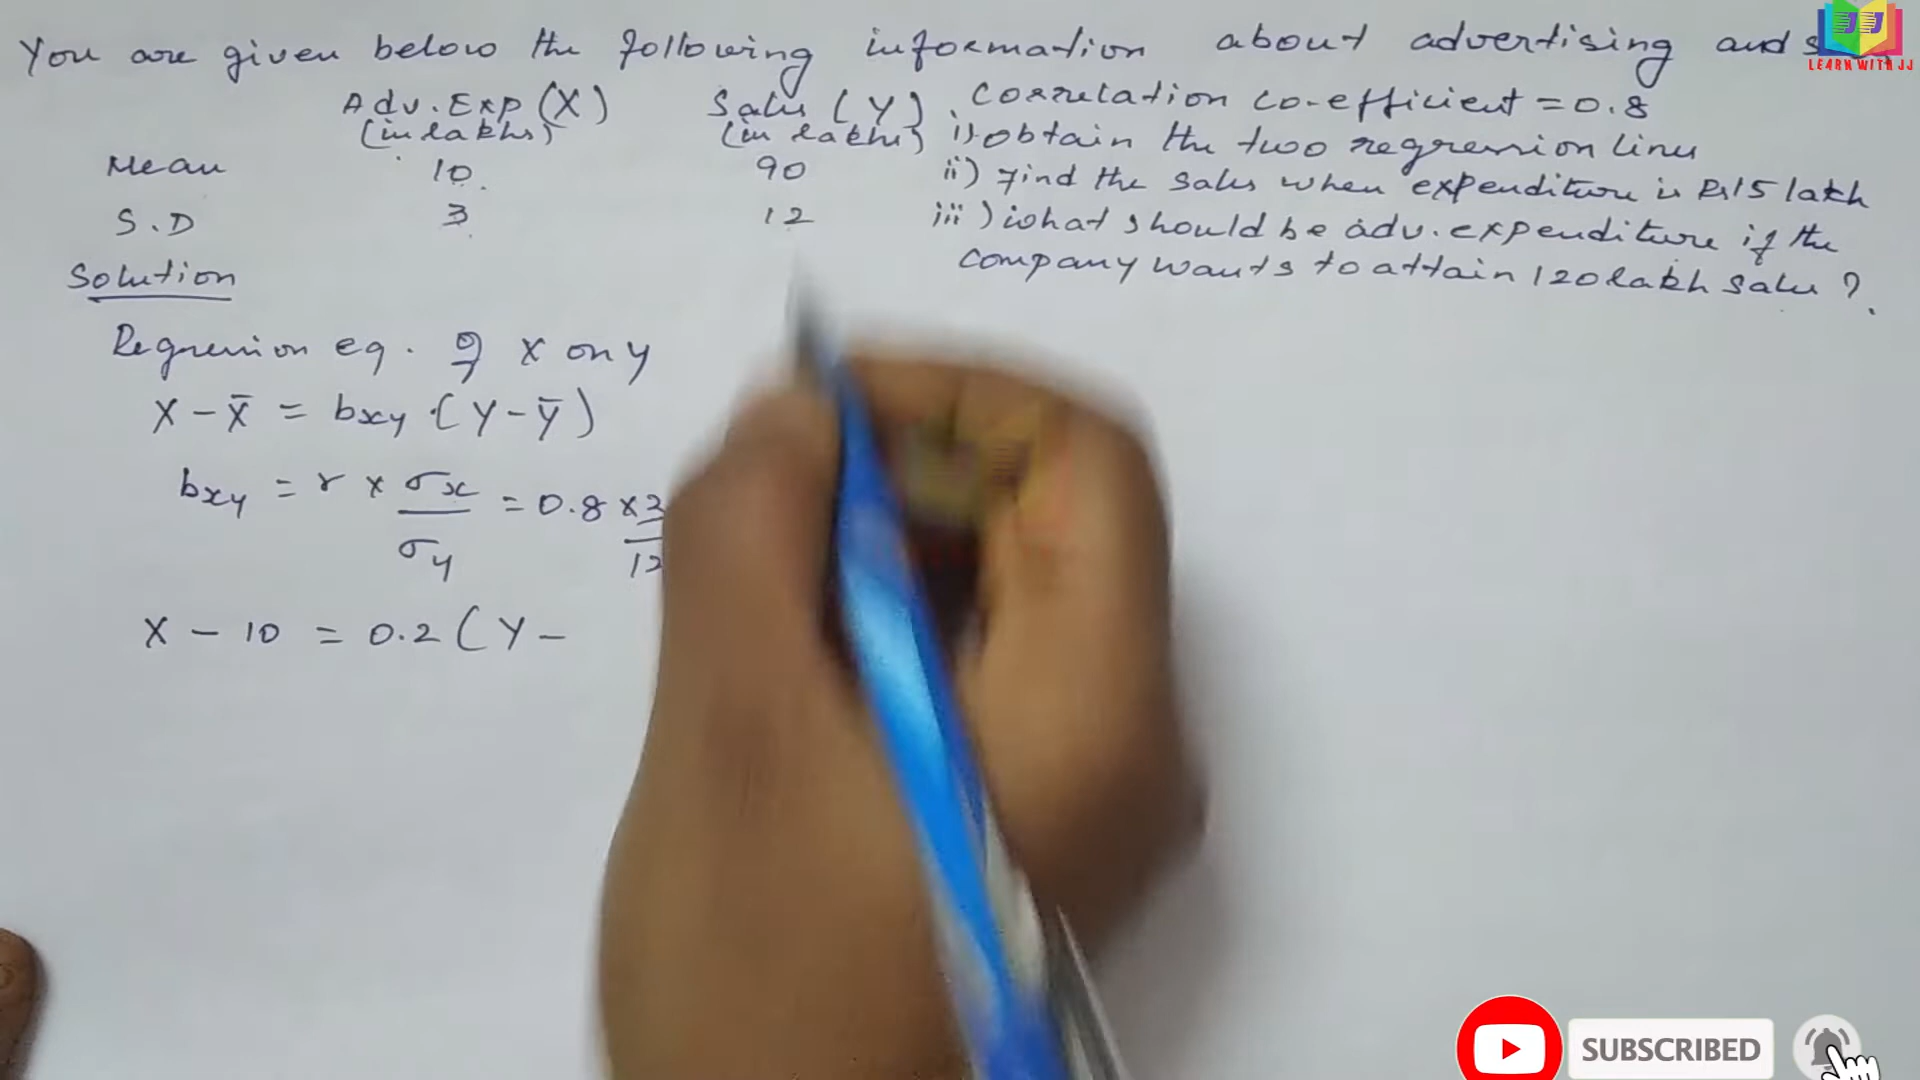 You are given below the following information about advertising and
Adv. Exp (X) Sales (Y) Correlation co-efficient = 0.8
(in lakhs) (in lakhs) i) obtain the two regression lines
Mean 10 90 ii) Find the sales when expenditure is Rs 15 lakh
S.D 3 12 iii) what should be adv. expenditure if the
company wants to attain 120 lakh sales ?
Solution
Regression eq. of X on Y
X - X̄ = bxy (Y - Ȳ)
bxy = r × σx / σy = 0.8 × 3 / 12
X - 10 = 0.2 ( Y -
LEARN WITH JJ
SUBSCRIBED